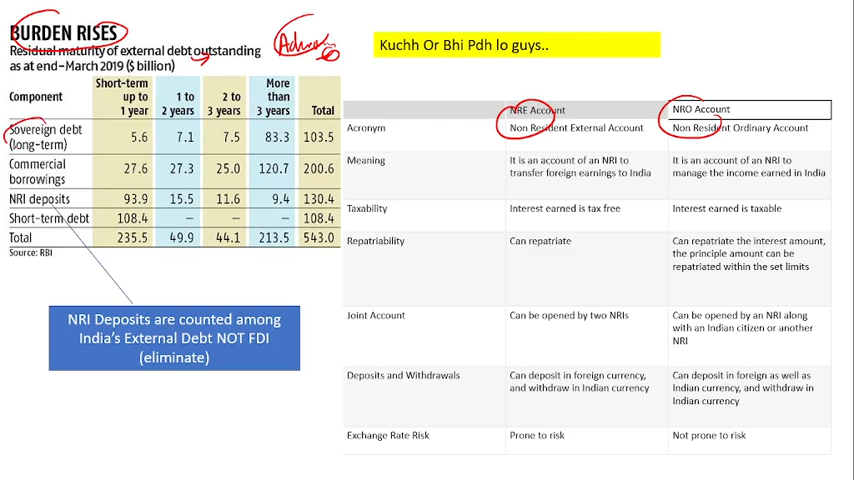 BURDEN RISES
Residual maturity of external debt outstanding
as at end–March 2019 ($ billion)
Component Short-term up to 1 year 1 to 2 years 2 to 3 years More than 3 years Total
Sovereign debt (long-term) 5.6 7.1 7.5 83.3 103.5
Commercial borrowings 27.6 27.3 25.0 120.7 200.6
NRI deposits 93.9 15.5 11.6 9.4 130.4
Short-term debt 108.4 – – – 108.4
Total 235.5 49.9 44.1 213.5 543.0
Source: RBI
NRI Deposits are counted among
India's External Debt NOT FDI
(eliminate)
Kuchh Or Bhi Pdh lo guys..
NRE Account NRO Account
Acronym Non Resident External Account Non Resident Ordinary Account
Meaning It is an account of an NRI to transfer foreign earnings to India It is an account of an NRI to manage the income earned in India
Taxability Interest earned is tax free Interest earned is taxable
Repatriability Can repatriate Can repatriate the interest amount, the principle amount can be repatriated within the set limits
Joint Account Can be opened by two NRIs Can be opened by an NRI along with an Indian citizen or another NRI
Deposits and Withdrawals Can deposit in foreign currency, and withdraw in Indian currency Can deposit in foreign as well as Indian currency, and withdraw in Indian currency
Exchange Rate Risk Prone to risk Not prone to risk